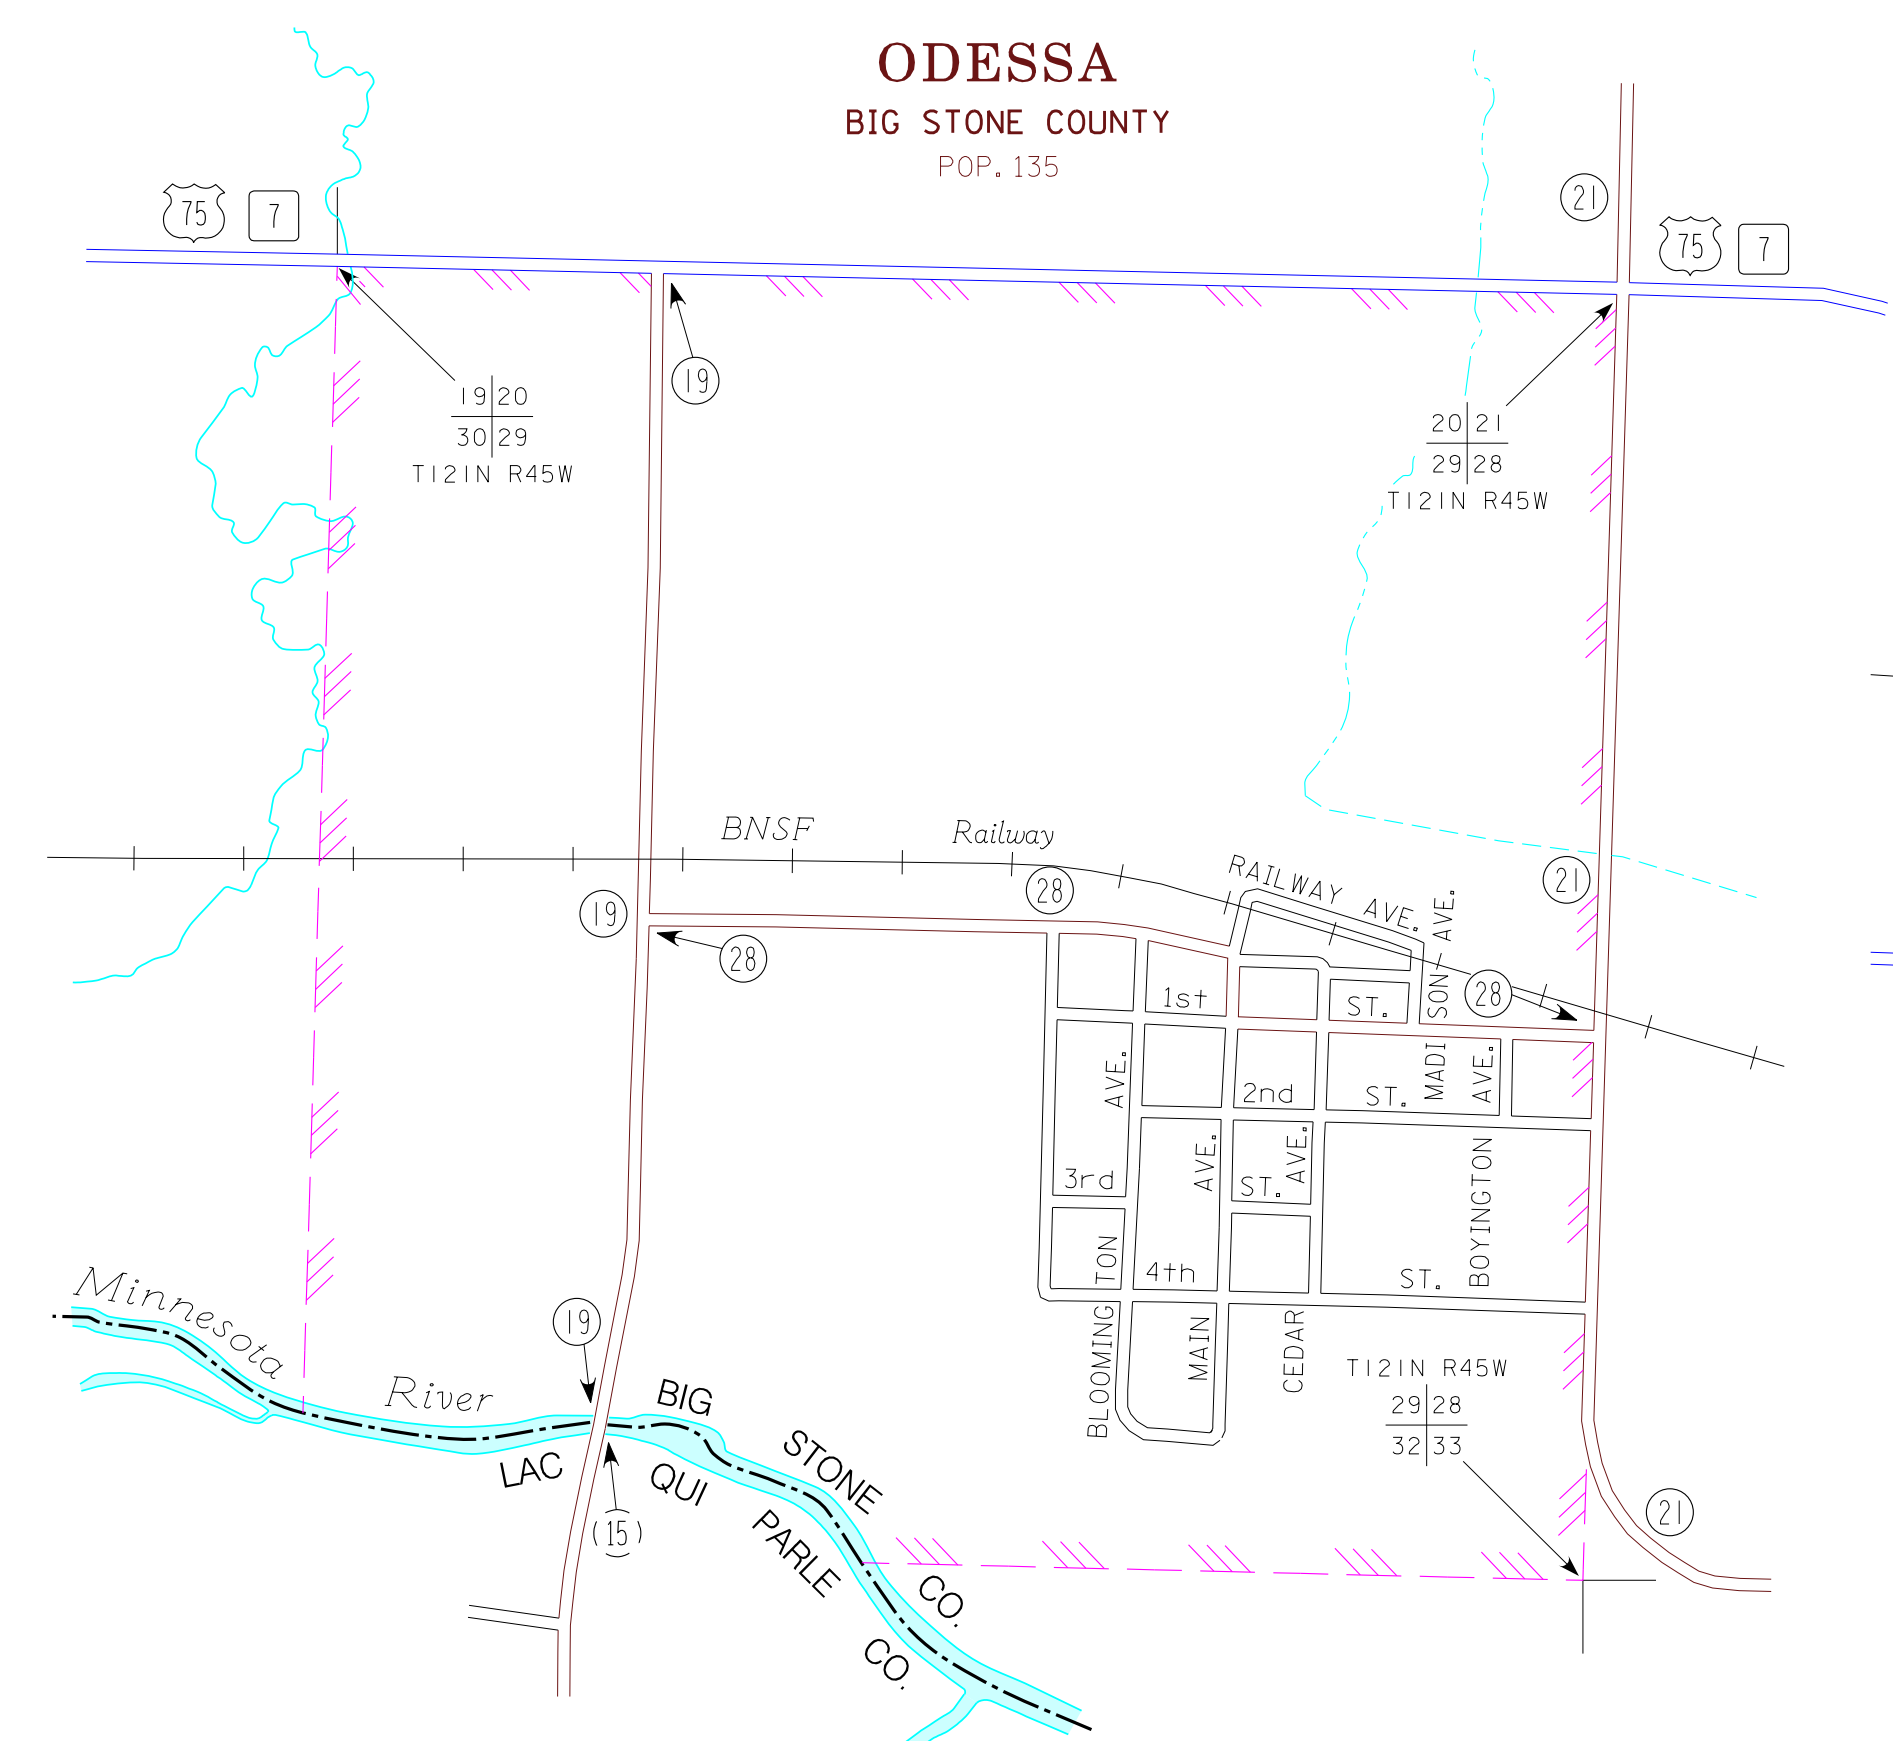 ODESSA
BIG STONE COUNTY
POP. 135
75 7
21
75 7
19
19 20
30 29
T121N R45W
20 21
29 28
T121N R45W
BNSF Railway
RAILWAY AVE.
28
21
19
28
MADISON AVE.
28
1st ST.
2nd ST.
3rd ST.
4th ST.
BLOOMINGTON AVE.
MAIN AVE.
CEDAR AVE.
BOYINGTON AVE.
Minnesota River
19
BIG STONE CO.
LAC QUI PARLE CO.
(15)
T121N R45W
29 28
32 33
21